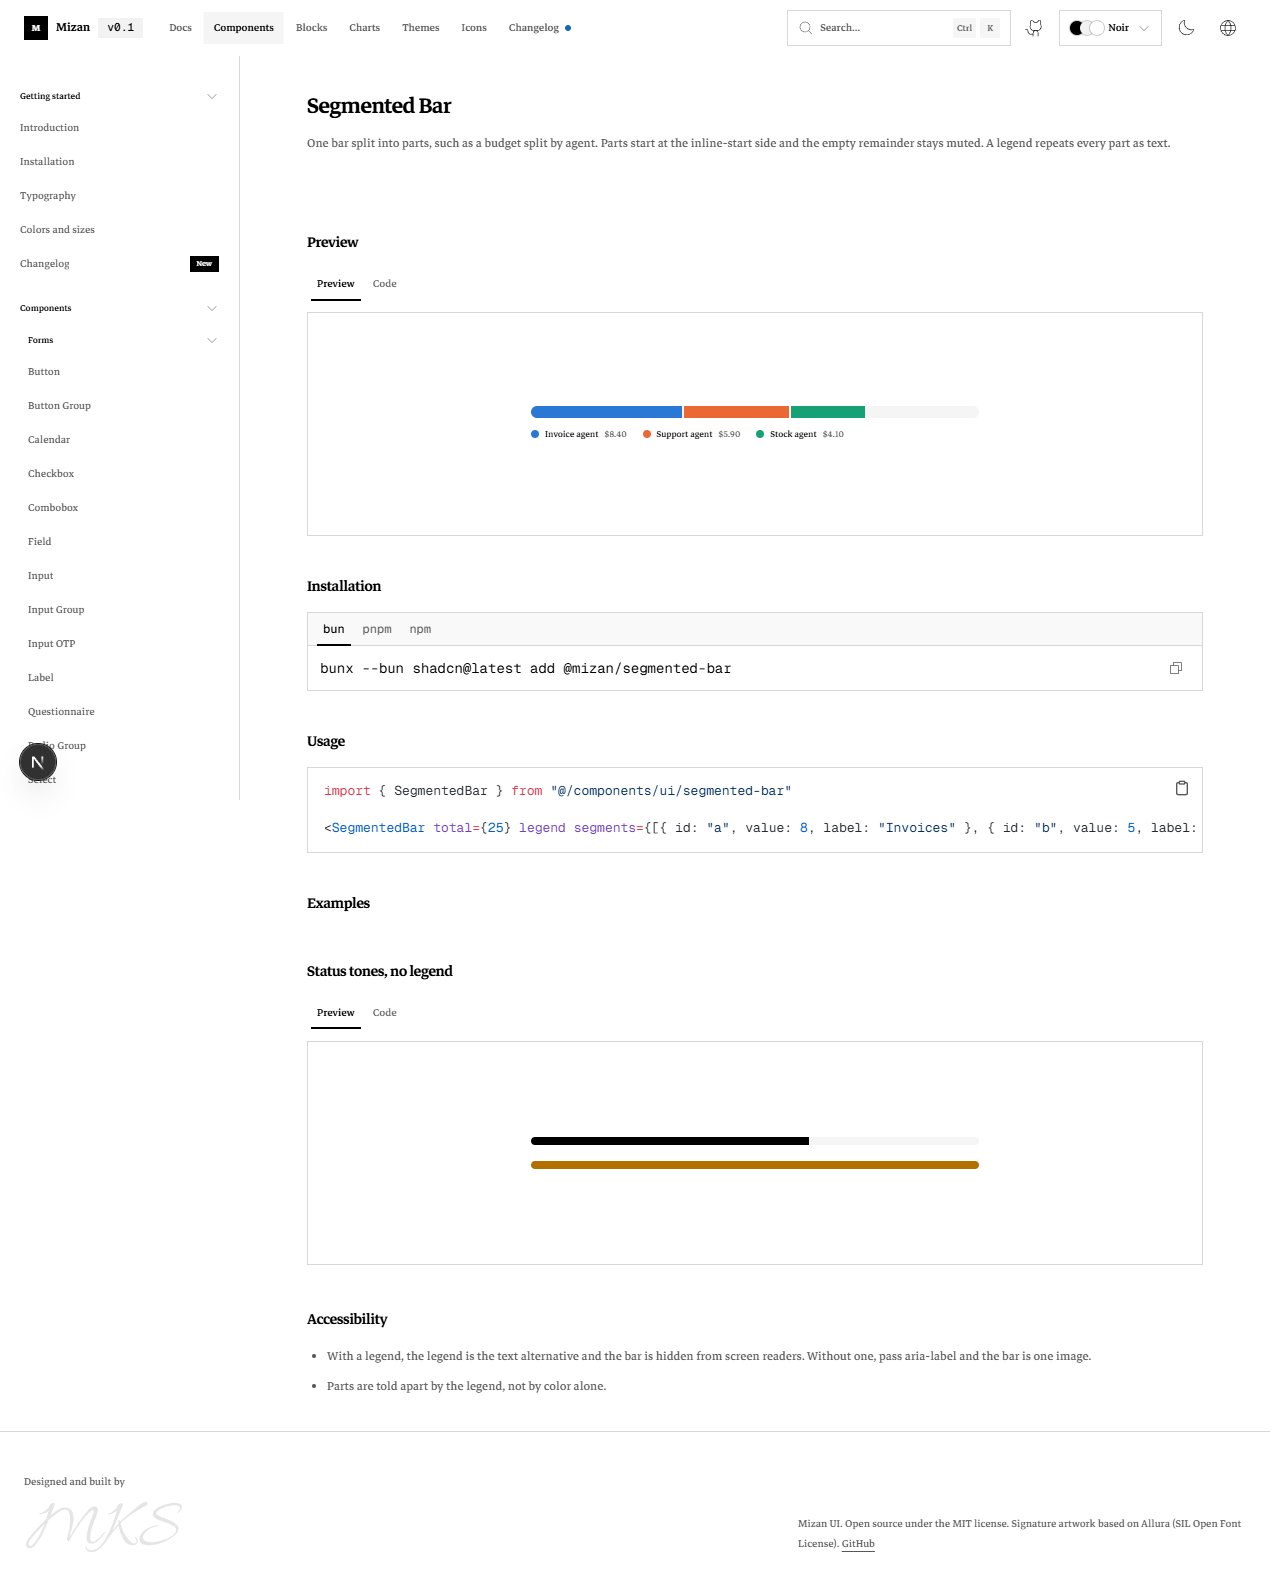 M Mizan v0.1 Docs Components Blocks Charts Themes Icons Changelog Search... Ctrl K Noir
Getting started
Introduction
Installation
Typography
Colors and sizes
Changelog New
Components
Forms
Button
Button Group
Calendar
Checkbox
Combobox
Field
Input
Input Group
Input OTP
Label
Questionnaire
Group
N
Segmented Bar
One bar split into parts, such as a budget split by agent. Parts start at the inline-start side and the empty remainder stays muted. A legend repeats every part as text.
Preview
Preview Code
Invoice agent $8.40 Support agent $5.90 Stock agent $4.10
Installation
bun pnpm npm
bunx --bun shadcn@latest add @mizan/segmented-bar
Usage
import { SegmentedBar } from "@/components/ui/segmented-bar"
<SegmentedBar total={25} legend segments={[{ id: "a", value: 8, label: "Invoices" }, { id: "b", value: 5, label:
Examples
Status tones, no legend
Preview Code
Accessibility
• With a legend, the legend is the text alternative and the bar is hidden from screen readers. Without one, pass aria-label and the bar is one image.
• Parts are told apart by the legend, not by color alone.
Designed and built by
MKS
Mizan UI. Open source under the MIT license. Signature artwork based on Allura (SIL Open Font
License). GitHub